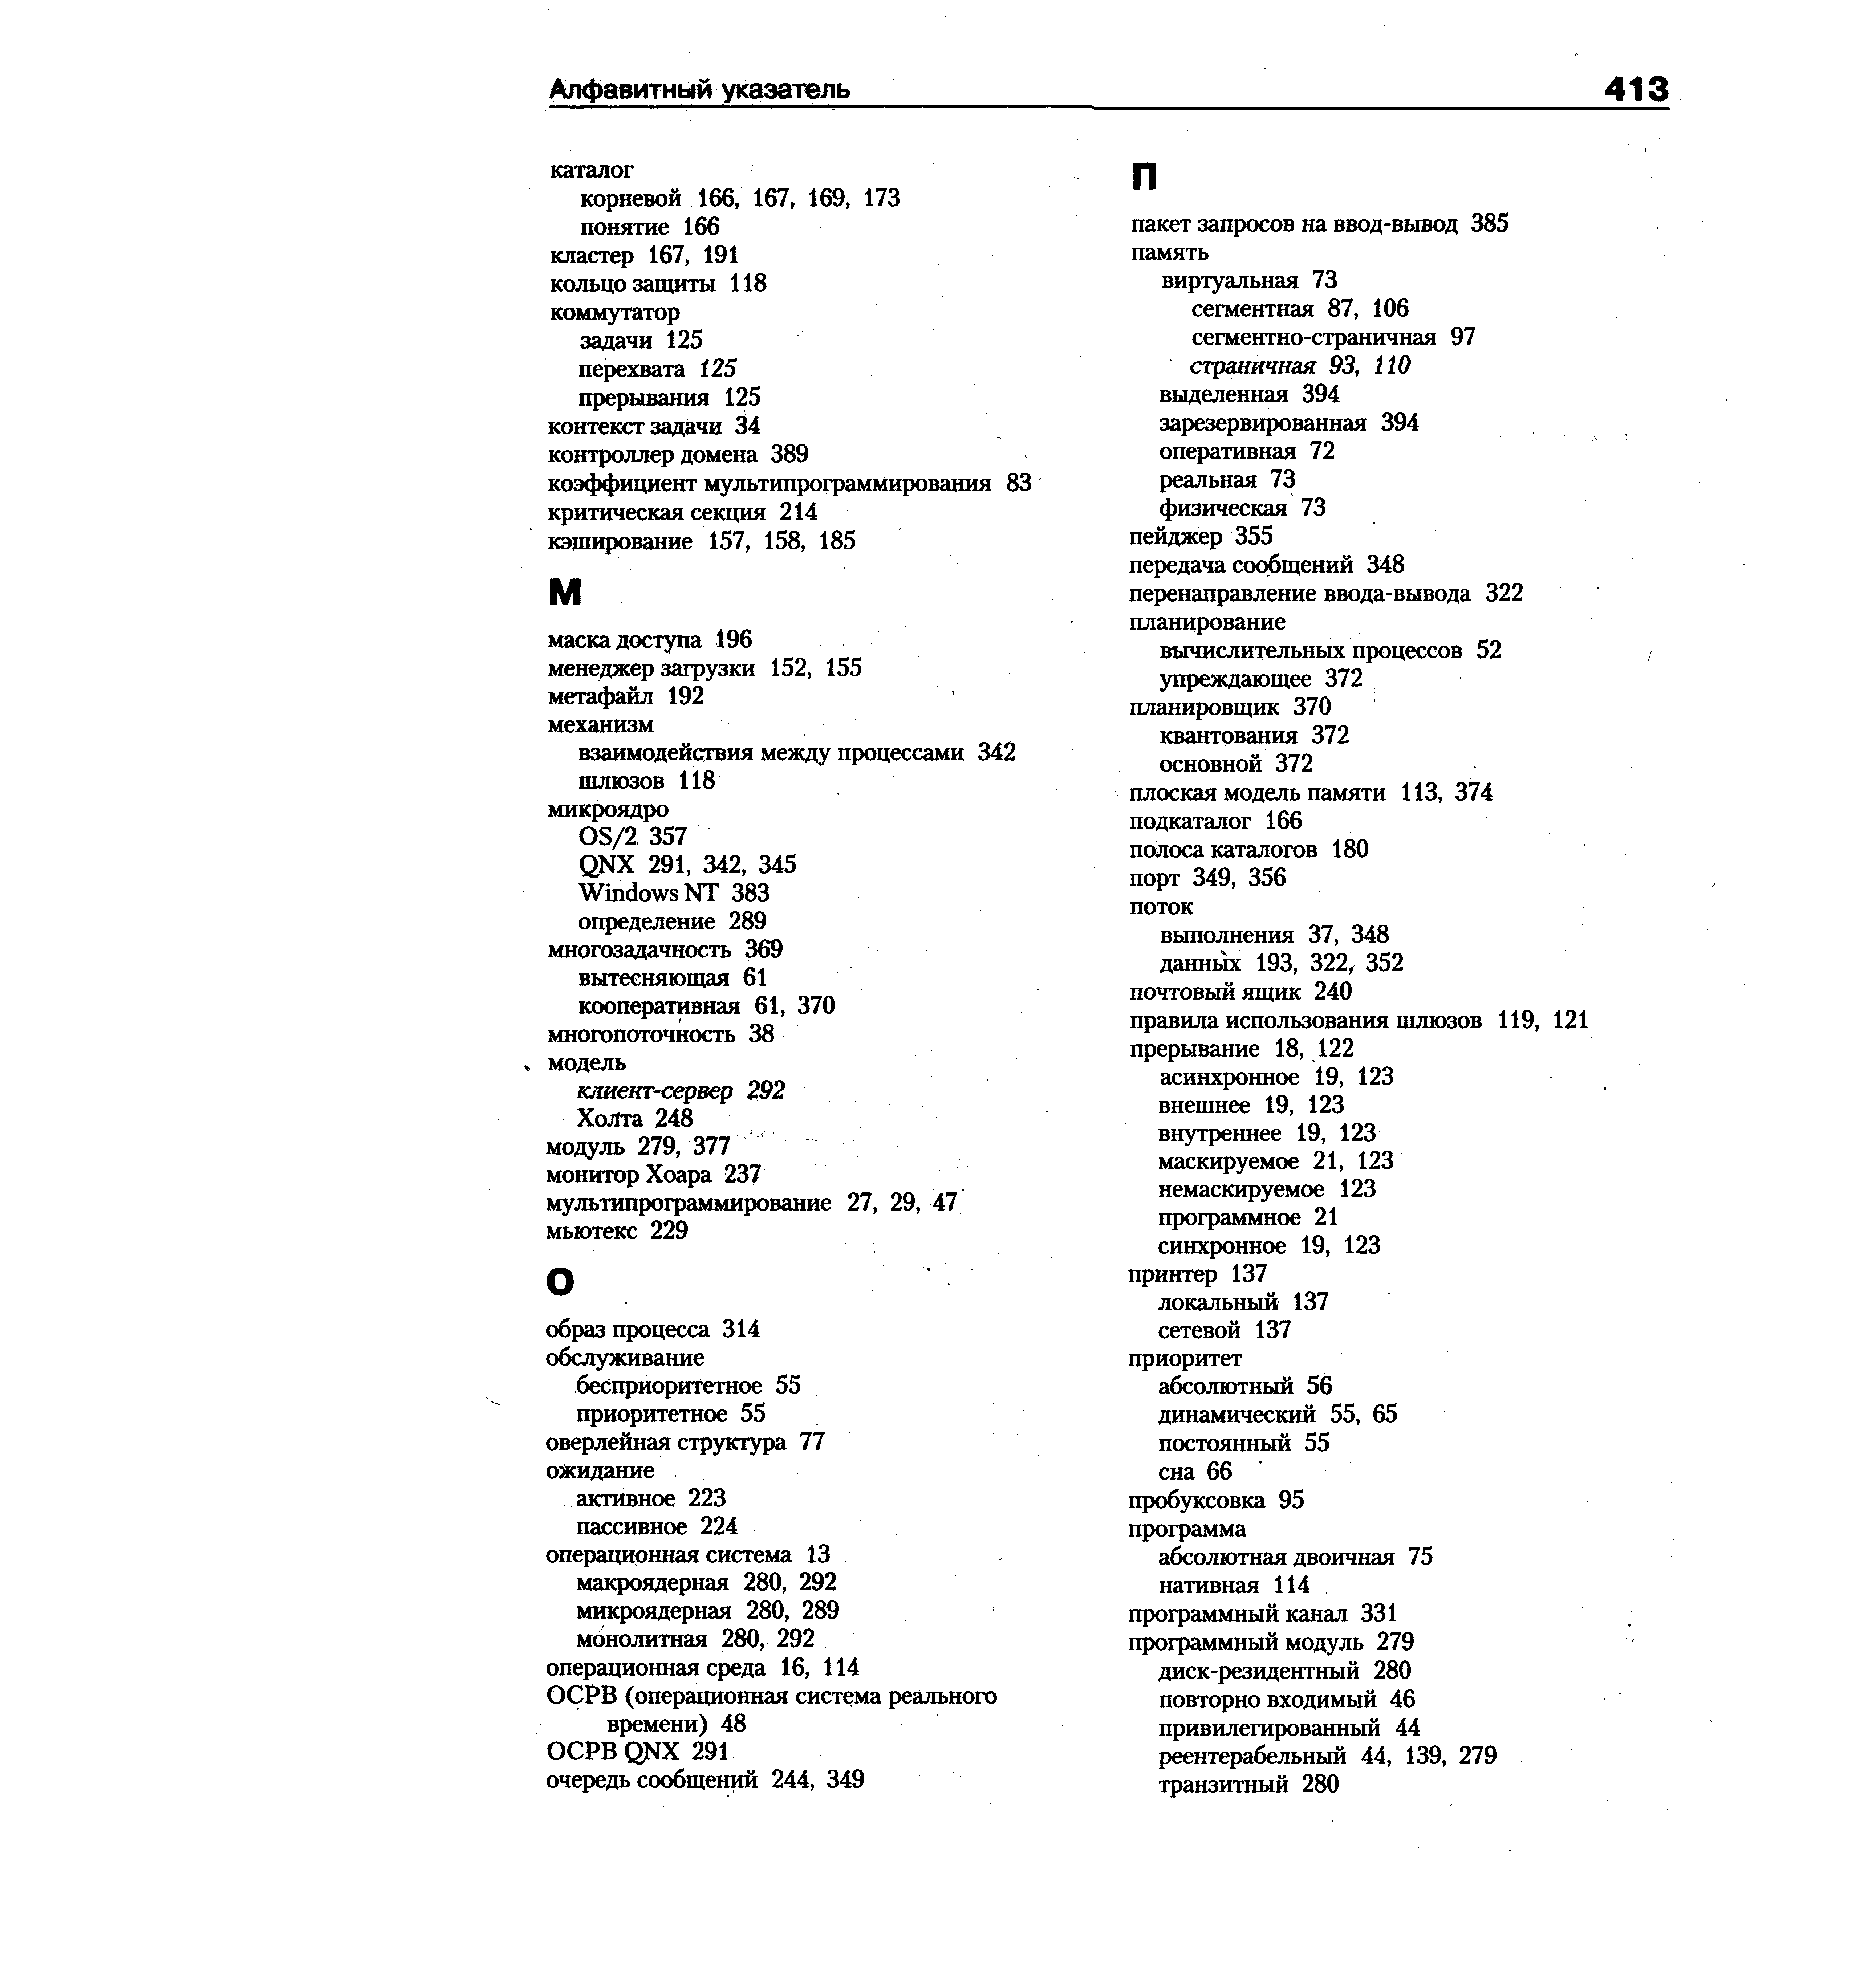 Алфавитный указатель 413
каталог
корневой 166, 167, 169, 173
понятие 166
кластер 167, 191
кольцо защиты 118
коммутатор
задачи 125
перехвата 125
прерывания 125
контекст задачи 34
контроллер домена 389
коэффициент мультипрограммирования 83
критическая секция 214
кэширование 157, 158, 185
М
маска доступа 196
менеджер загрузки 152, 155
метафайл 192
механизм
взаимодействия между процессами 342
шлюзов 118
микроядро
OS/2 357
QNX 291, 342, 345
Windows NT 383
определение 289
многозадачность 369
вытесняющая 61
кооперативная 61, 370
многопоточность 38
модель
клиент-сервер 292
Холта 248
модуль 279, 377
монитор Хоара 237
мультипрограммирование 27, 29, 47
мьютекс 229
О
образ процесса 314
обслуживание
бесприоритетное 55
приоритетное 55
оверлейная структура 77
ожидание
активное 223
пассивное 224
операционная система 13
макроядерная 280, 292
микроядерная 280, 289
монолитная 280, 292
операционная среда 16, 114
ОСРВ (операционная система реального
времени) 48
ОСРВ QNX 291
очередь сообщений 244, 349
П
пакет запросов на ввод-вывод 385
память
виртуальная 73
сегментная 87, 106
сегментно-страничная 97
страничная 93, 110
выделенная 394
зарезервированная 394
оперативная 72
реальная 73
физическая 73
пейджер 355
передача сообщений 348
перенаправление ввода-вывода 322
планирование
вычислительных процессов 52
упреждающее 372
планировщик 370
квантования 372
основной 372
плоская модель памяти 113, 374
подкаталог 166
полоса каталогов 180
порт 349, 356
поток
выполнения 37, 348
данных 193, 322, 352
почтовый ящик 240
правила использования шлюзов 119, 121
прерывание 18, 122
асинхронное 19, 123
внешнее 19, 123
внутреннее 19, 123
маскируемое 21, 123
немаскируемое 123
программное 21
синхронное 19, 123
принтер 137
локальный 137
сетевой 137
приоритет
абсолютный 56
динамический 55, 65
постоянный 55
сна 66
пробуксовка 95
программа
абсолютная двоичная 75
нативная 114
программный канал 331
программный модуль 279
диск-резидентный 280
повторно входимый 46
привилегированный 44
реентерабельный 44, 139, 279
транзитный 280